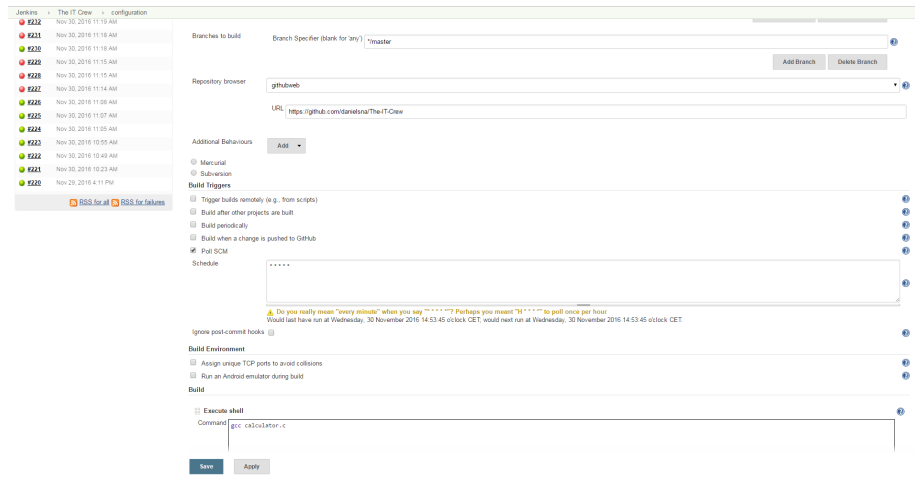 Jenkins › The IT Crew › configuration
#232 Nov 30, 2016 11:19 AM
#231 Nov 30, 2016 11:18 AM
#230 Nov 30, 2016 11:18 AM
#229 Nov 30, 2016 11:15 AM
#228 Nov 30, 2016 11:15 AM
#227 Nov 30, 2016 11:14 AM
#226 Nov 30, 2016 11:08 AM
#225 Nov 30, 2016 11:07 AM
#224 Nov 30, 2016 11:05 AM
#223 Nov 30, 2016 10:55 AM
#222 Nov 30, 2016 10:49 AM
#221 Nov 30, 2016 10:23 AM
#220 Nov 29, 2016 4:11 PM
RSS for all RSS for failures
Branches to build
Branch Specifier (blank for 'any') */master
Add Branch Delete Branch
Repository browser githubweb
URL https://github.com/danielsna/The-IT-Crew
Additional Behaviours Add
Mercurial
Subversion
Build Triggers
Trigger builds remotely (e.g., from scripts)
Build after other projects are built
Build periodically
Build when a change is pushed to GitHub
Poll SCM
Schedule * * * * *
Do you really mean "every minute" when you say "* * * * *"? Perhaps you meant "H * * * *" to poll once per hour
Would last have run at Wednesday, 30 November 2016 14:53:45 o'clock CET; would next run at Wednesday, 30 November 2016 14:53:45 o'clock CET.
Ignore post-commit hooks
Build Environment
Assign unique TCP ports to avoid collisions
Run an Android emulator during build
Build
Execute shell
Command gcc calculator.c
Save Apply